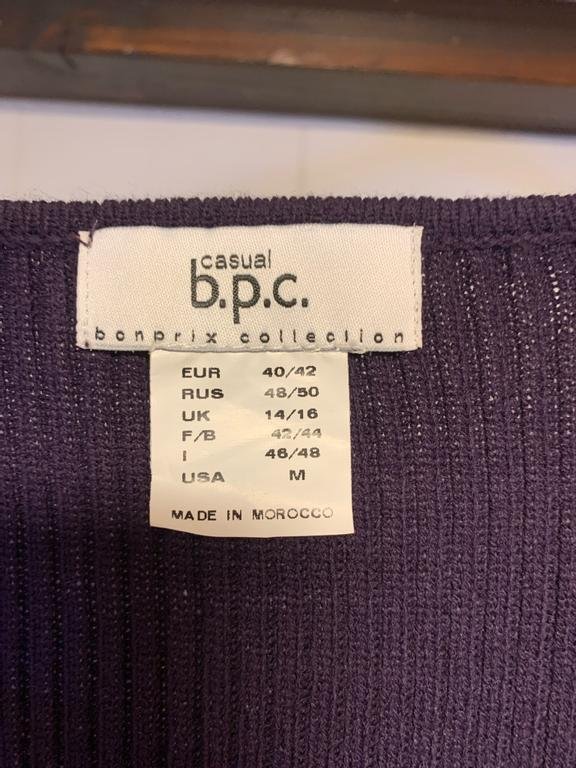 casual
b.p.c.
bonprix collection
EUR 40/42
RUS 48/50
UK 14/16
F/B 42/44
I 46/48
USA M
MADE IN MOROCCO